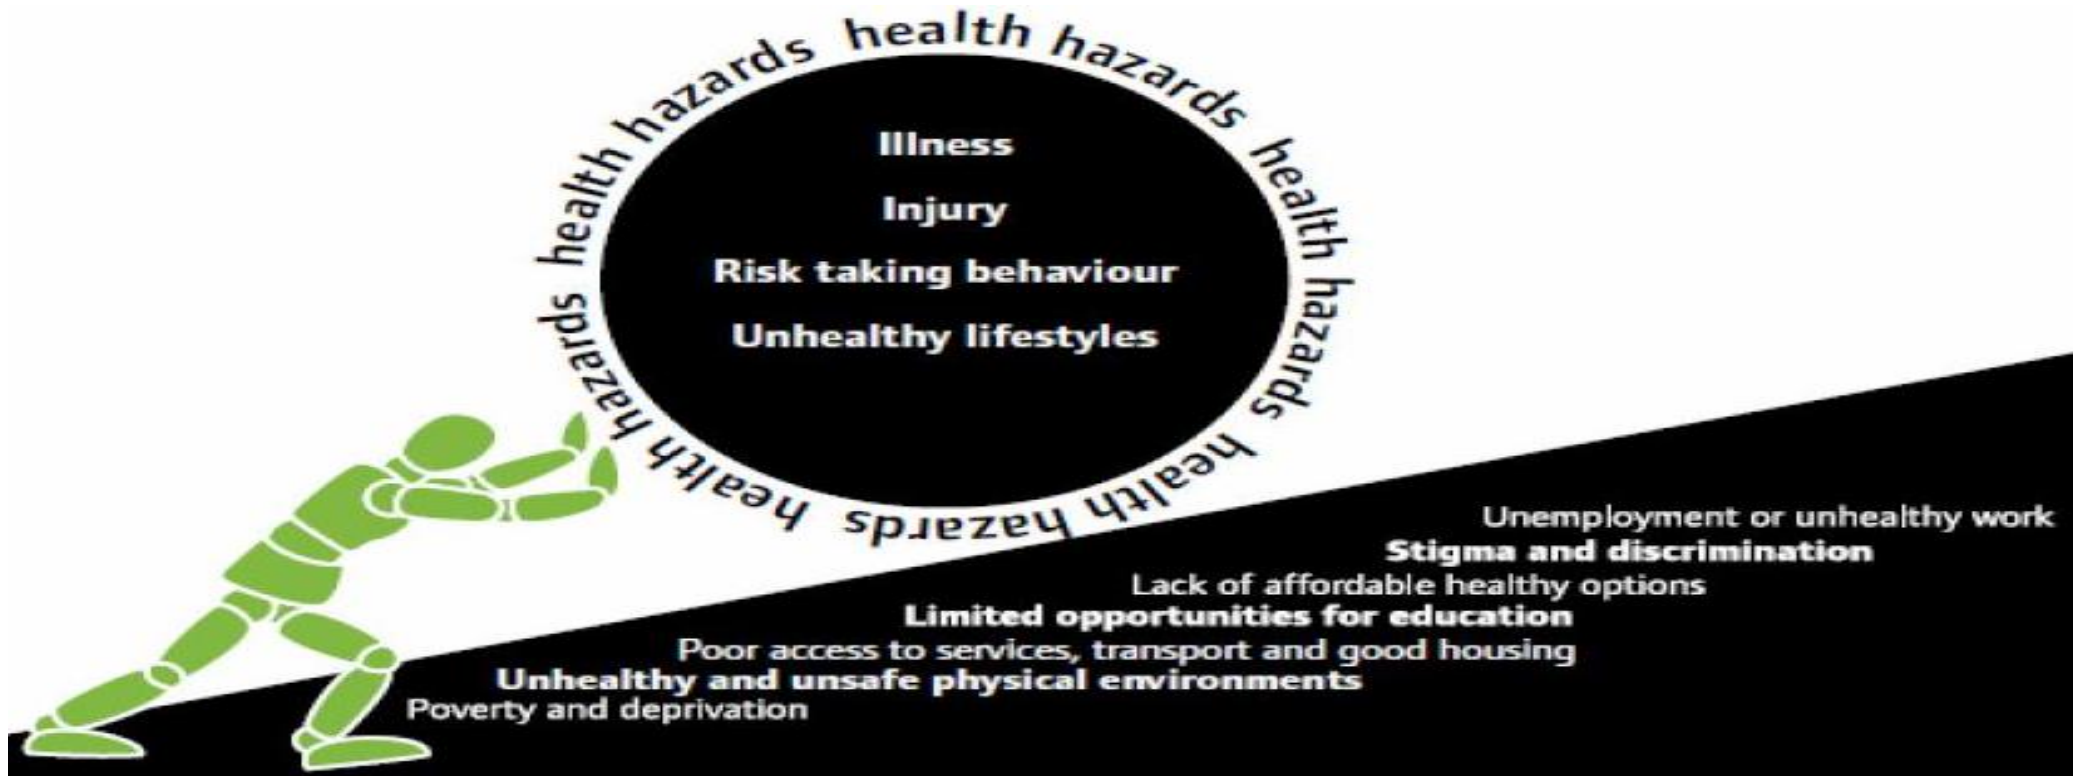 health hazards health hazards health hazards health hazards health hazards
Illness
Injury
Risk taking behaviour
Unhealthy lifestyles
Unemployment or unhealthy work
Stigma and discrimination
Lack of affordable healthy options
Limited opportunities for education
Poor access to services, transport and good housing
Unhealthy and unsafe physical environments
Poverty and deprivation